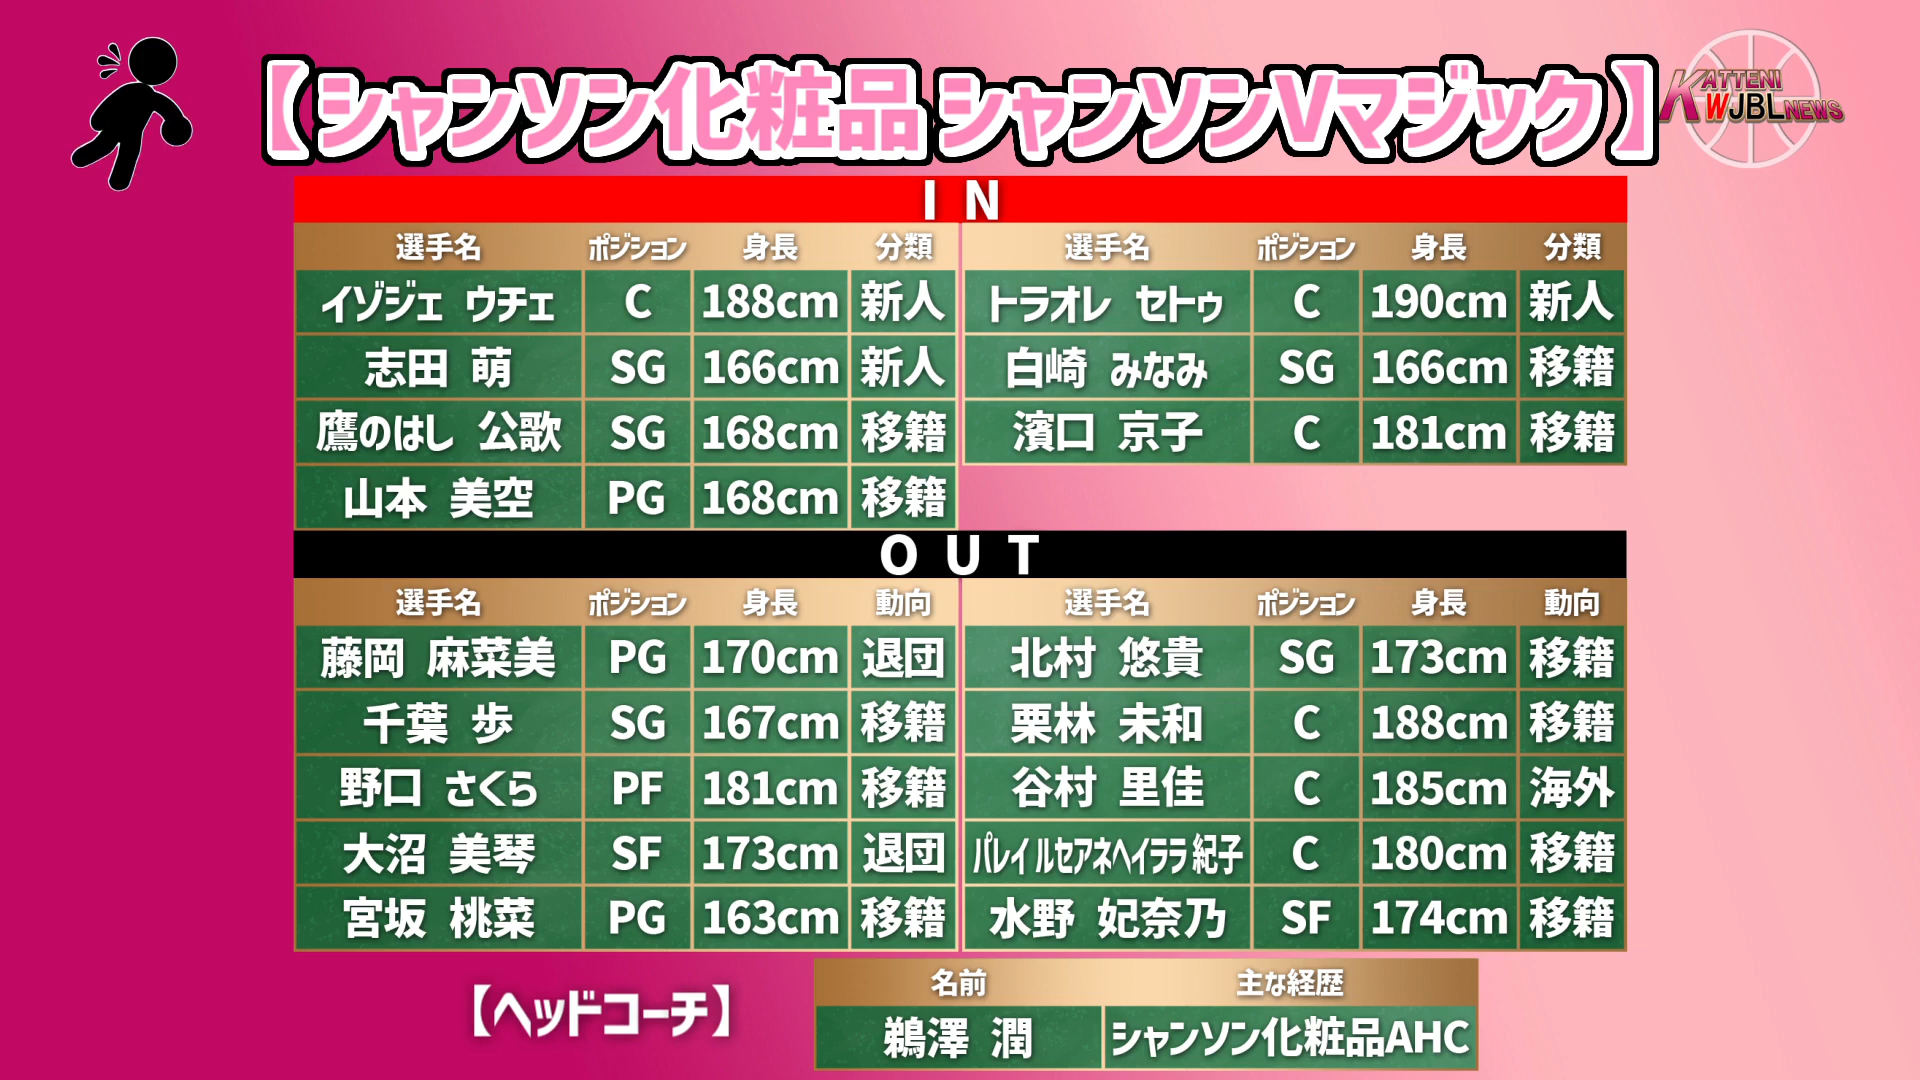 【シャンソン化粧品 シャンソンVマジック】
KATTENI
WJBL NEWS
IN
選手名 ポジション 身長 分類 選手名 ポジション 身長 分類
イゾジェ ウチェ C 188cm 新人 トラオレ セトゥ C 190cm 新人
志田 萌 SG 166cm 新人 白崎 みなみ SG 166cm 移籍
鷹のはし 公歌 SG 168cm 移籍 濱口 京子 C 181cm 移籍
山本 美空 PG 168cm 移籍
OUT
選手名 ポジション 身長 動向 選手名 ポジション 身長 動向
藤岡 麻菜美 PG 170cm 退団 北村 悠貴 SG 173cm 移籍
千葉 歩 SG 167cm 移籍 栗林 未和 C 188cm 移籍
野口 さくら PF 181cm 移籍 谷村 里佳 C 185cm 海外
大沼 美琴 SF 173cm 退団 パレイ ルセアネヘイララ 紀子 C 180cm 移籍
宮坂 桃菜 PG 163cm 移籍 水野 妃奈乃 SF 174cm 移籍
【ヘッドコーチ】
名前 主な経歴
鵜澤 潤 シャンソン化粧品AHC